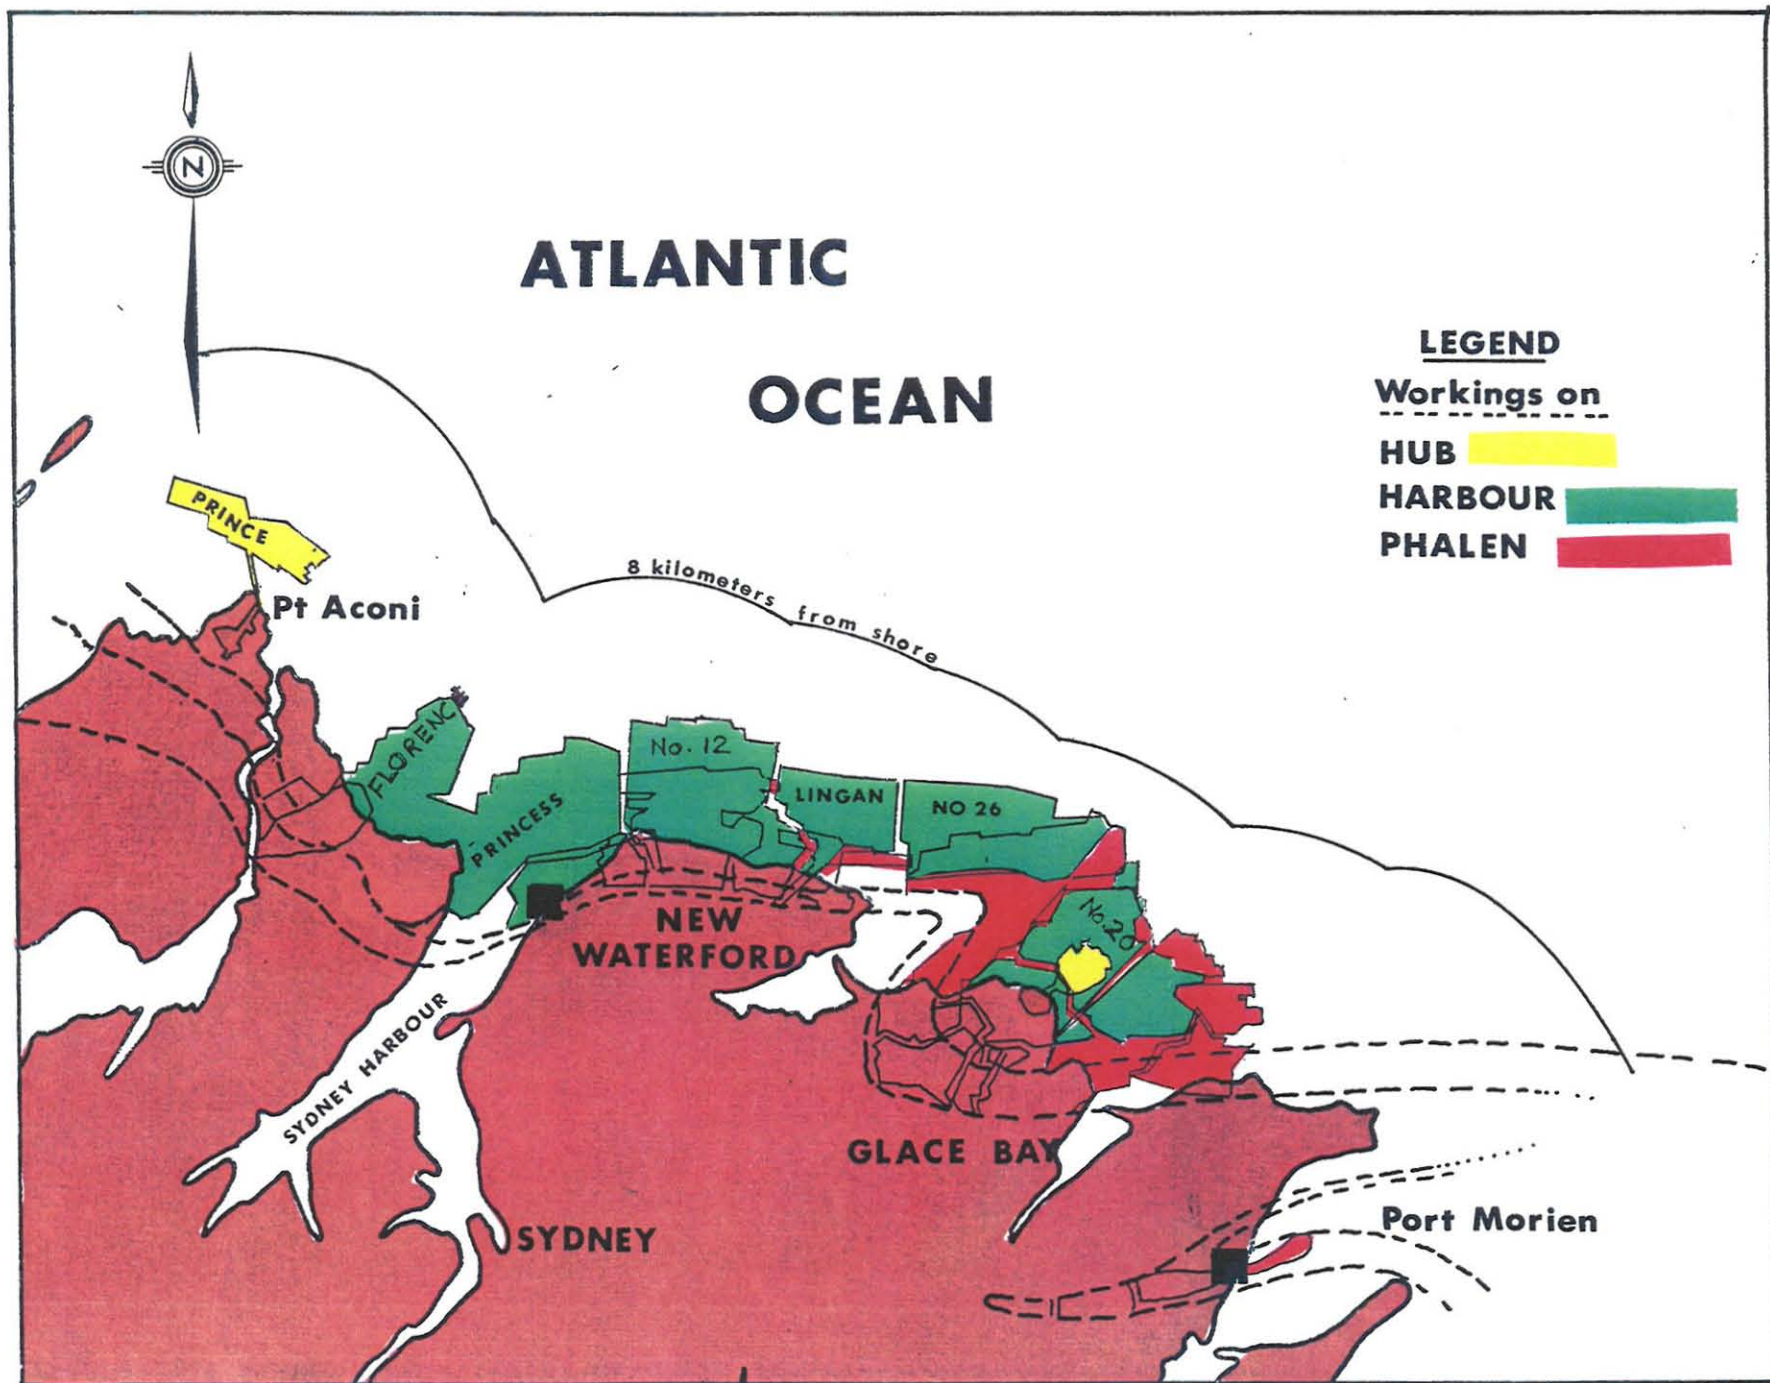 N
ATLANTIC
OCEAN
LEGEND
Workings on
HUB
HARBOUR
PHALEN
PRINCE
Pt Aconi
8 kilometers from shore
FLORENC
PRINCESS
No. 12
LINGAN
NO 26
No. 20
NEW
WATERFORD
SYDNEY HARBOUR
GLACE BAY
SYDNEY
Port Morien